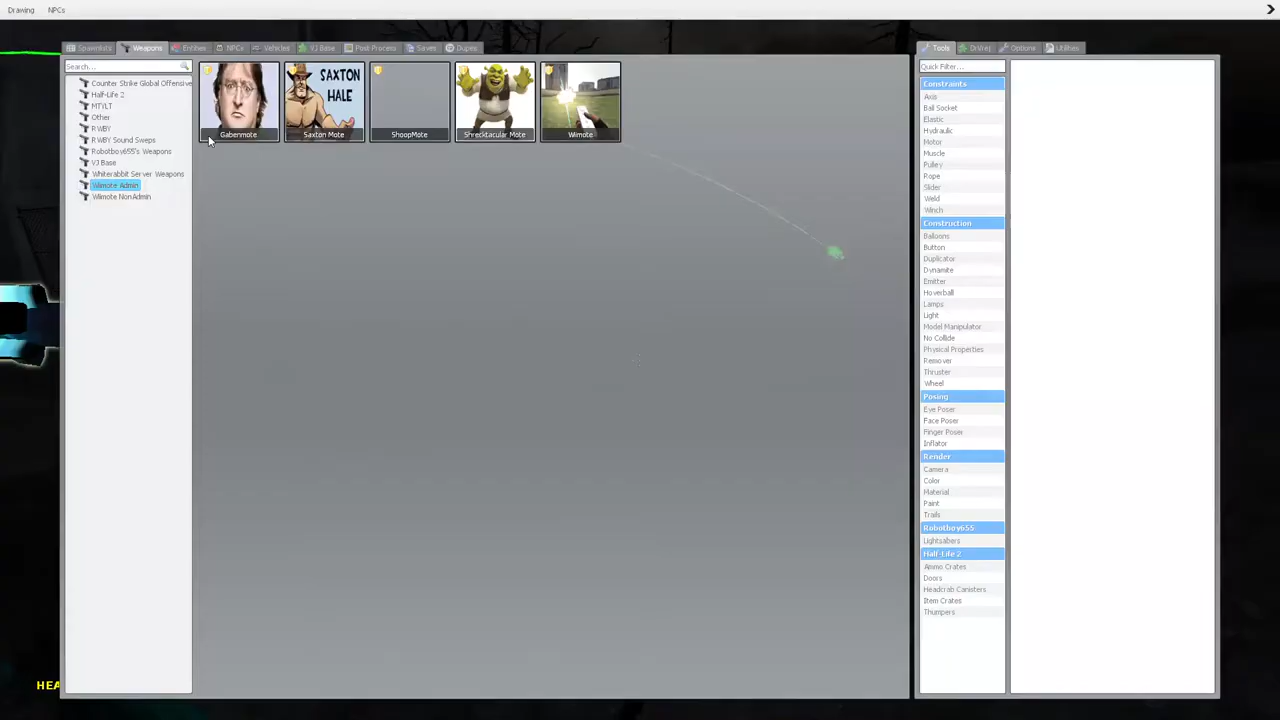 Drawing NPCs
Spawnlists Weapons Entities NPCs Vehicles VJ Base Post Process Saves Dupes
Tools Options Utilities
Search...
Counter Strike Global Offensive
Half-Life 2
MTYLT
Other
RWBY
RWBY Sound Sweps
Robotboy655's Weapons
VJ Base
Whiterabbit Server Weapons
Wiimote Admin
Wiimote NonAdmin
SAXTON
HALE
Gabenmote
Saxton Mote
ShoopMote
Shrecktacular Mote
Wiimote
Quick Filter...
Constraints
Axis
Ball Socket
Elastic
Hydraulic
Motor
Muscle
Pulley
Rope
Slider
Weld
Winch
Construction
Balloons
Button
Duplicator
Dynamite
Emitter
Hoverball
Lamps
Light
Model Manipulator
No Collide
Physical Properties
Remover
Thruster
Wheel
Posing
Eye Poser
Face Poser
Finger Poser
Inflator
Render
Camera
Color
Material
Paint
Trails
Robotboy655
Lightsabers
Half-Life 2
Ammo Crates
Doors
Headcrab Canisters
Item Crates
Thumpers
HEA